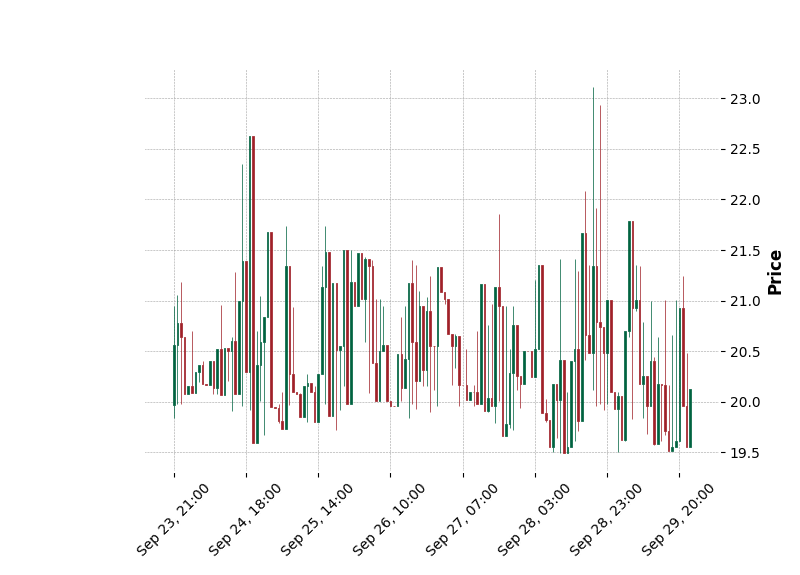 23.0
22.5
22.0
21.5
21.0
20.5
20.0
19.5
Price
Sep 23, 21:00
Sep 24, 18:00
Sep 25, 14:00
Sep 26, 10:00
Sep 27, 07:00
Sep 28, 03:00
Sep 28, 23:00
Sep 29, 20:00